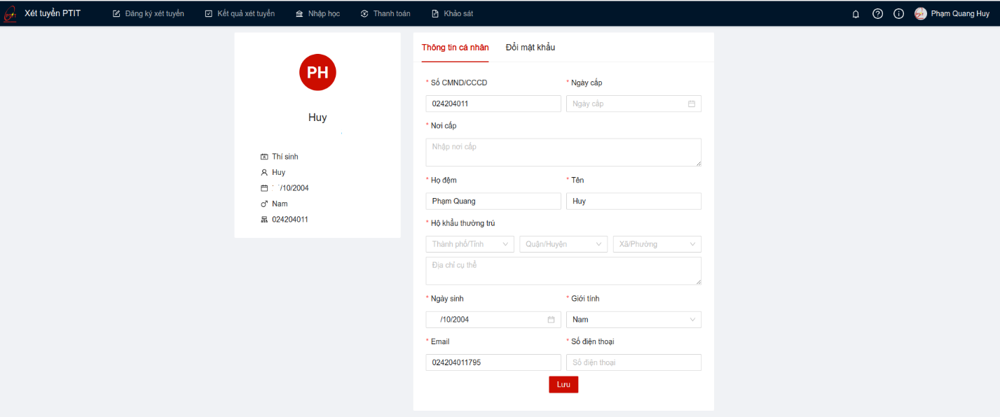 Xét tuyển PTIT Đăng ký xét tuyển Kết quả xét tuyển Nhập học Thanh toán Khảo sát Phạm Quang Huy
PH
Huy
Thí sinh
Huy
/10/2004
Nam
024204011
Thông tin cá nhân Đổi mật khẩu
* Số CMND/CCCD * Ngày cấp
024204011 Ngày cấp
* Nơi cấp
Nhập nơi cấp
* Họ đệm * Tên
Phạm Quang Huy
* Hộ khẩu thường trú
Thành phố/Tỉnh Quận/Huyện Xã/Phường
Địa chỉ cụ thể
* Ngày sinh * Giới tính
/10/2004 Nam
* Email * Số điện thoại
024204011795 Số điện thoại
Lưu